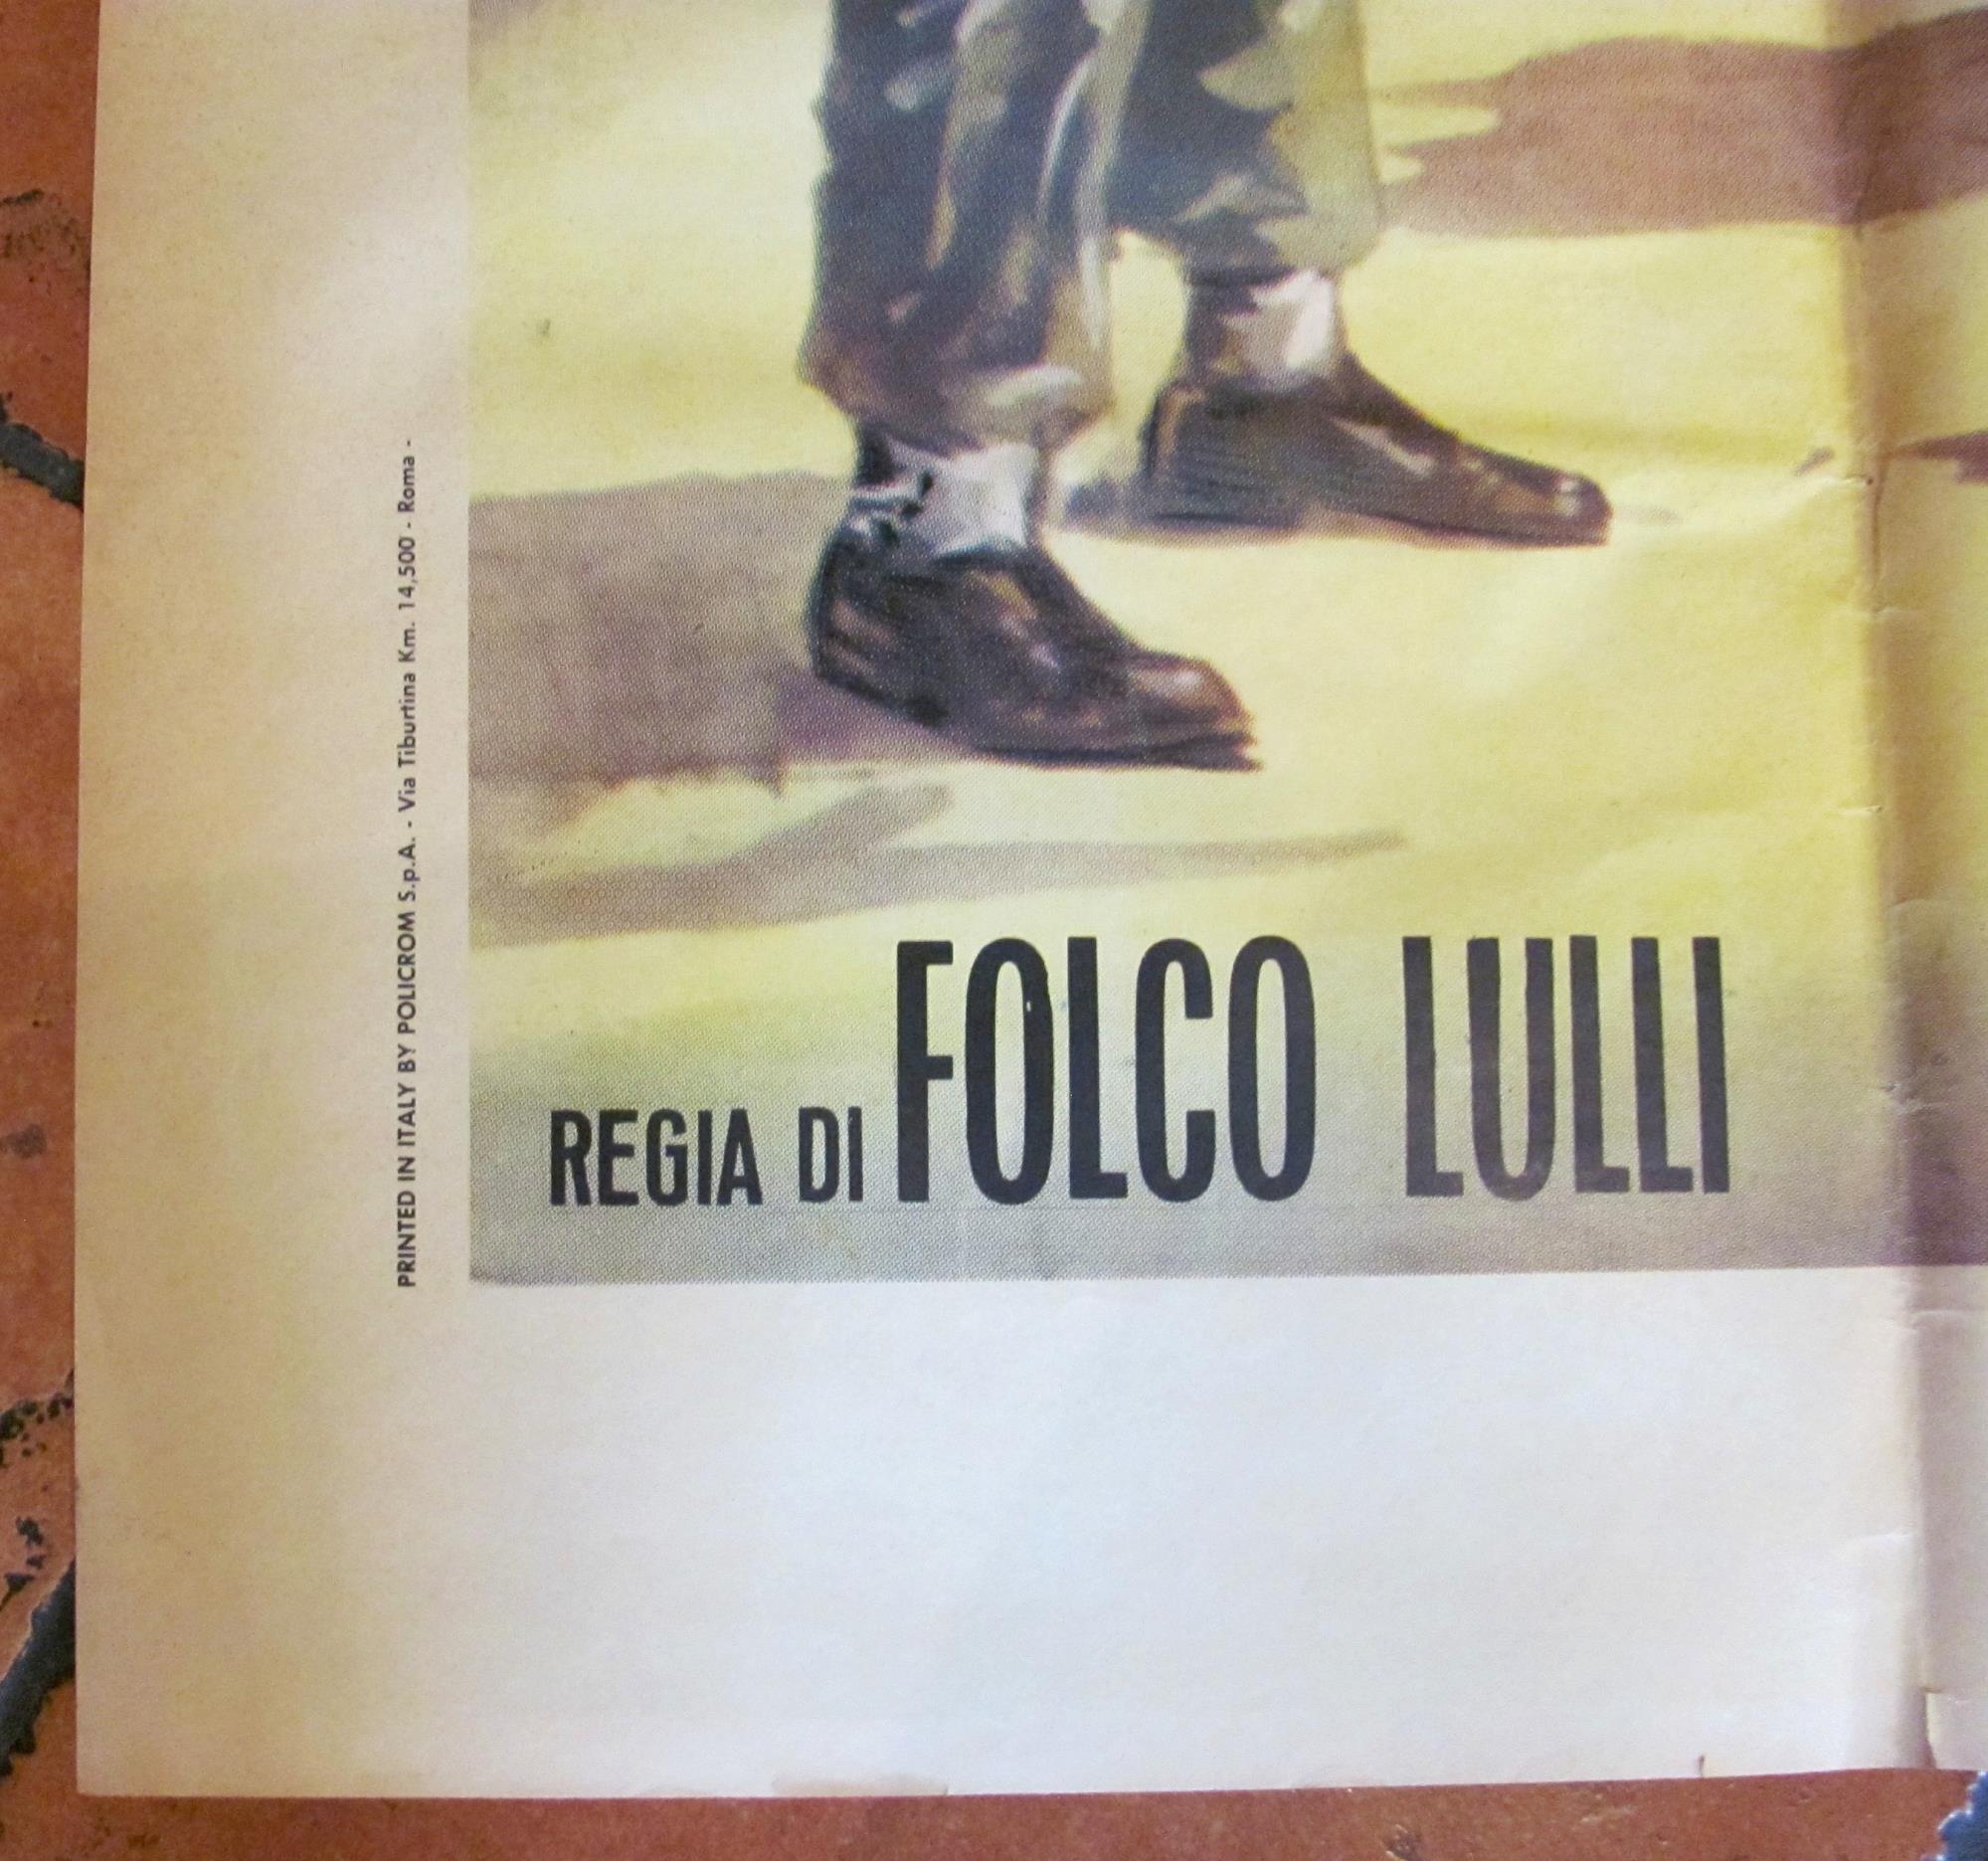 PRINTED IN ITALY BY POLICROM S.p.A. - Via Tiburtina Km. 14,500 - Roma -
REGIA DI FOLCO LULLI